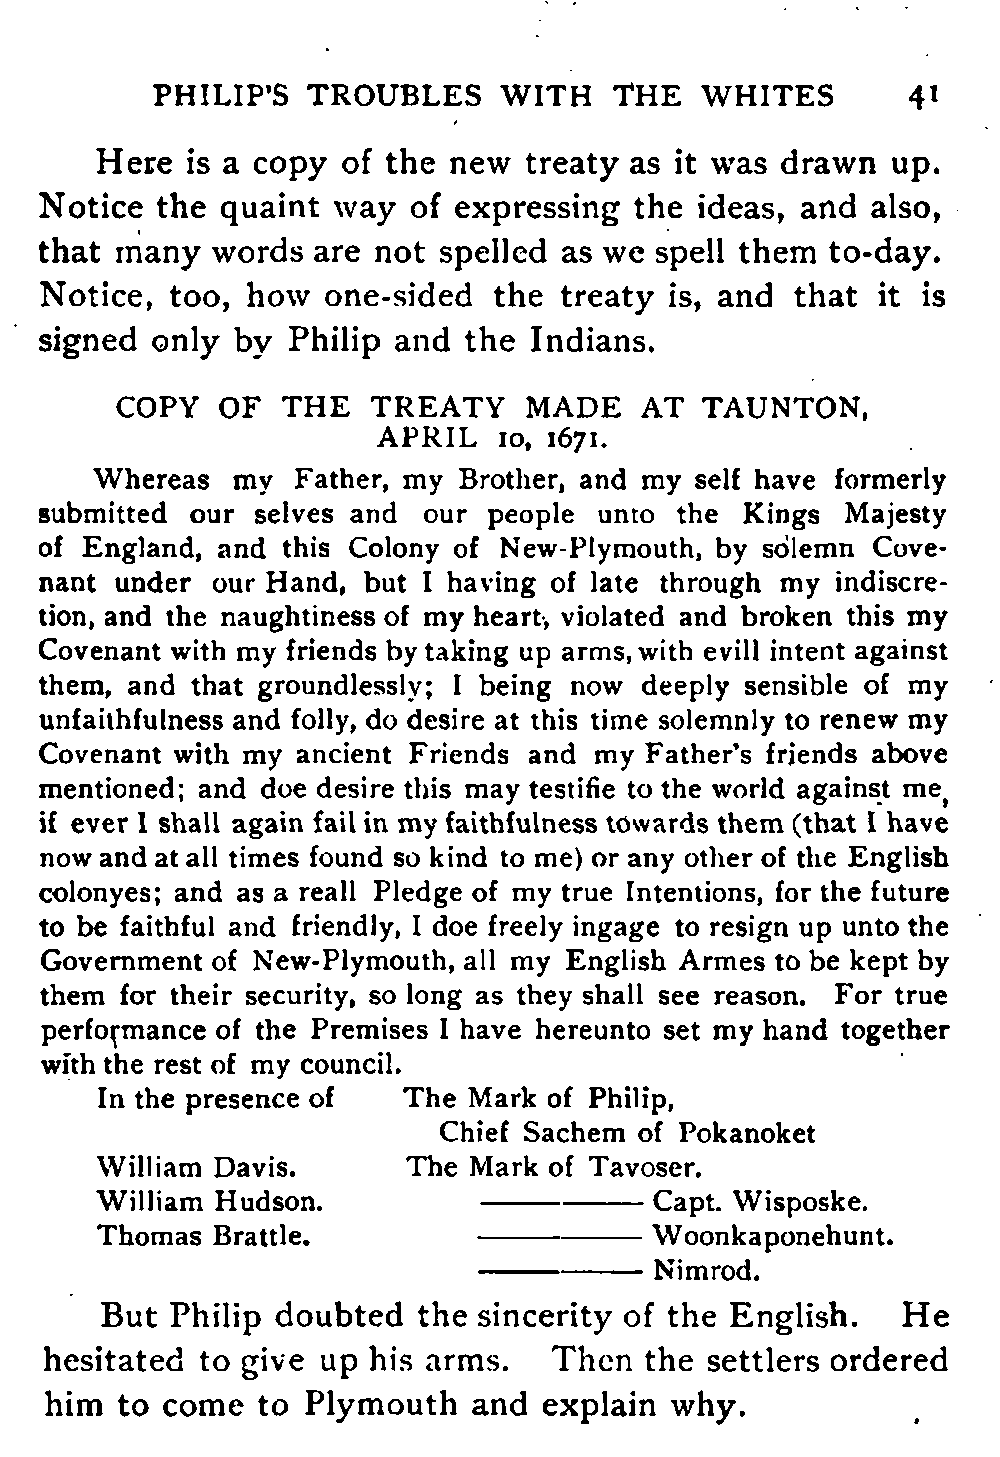 PHILIP'S TROUBLES WITH THE WHITES 41
Here is a copy of the new treaty as it was drawn up.
Notice the quaint way of expressing the ideas, and also,
that many words are not spelled as we spell them to-day.
Notice, too, how one-sided the treaty is, and that it is
signed only by Philip and the Indians.
COPY OF THE TREATY MADE AT TAUNTON,
APRIL 10, 1671.
Whereas my Father, my Brother, and my self have formerly
submitted our selves and our people unto the Kings Majesty
of England, and this Colony of New-Plymouth, by solemn Cove-
nant under our Hand, but I having of late through my indiscre-
tion, and the naughtiness of my heart, violated and broken this my
Covenant with my friends by taking up arms, with evill intent against
them, and that groundlessly; I being now deeply sensible of my
unfaithfulness and folly, do desire at this time solemnly to renew my
Covenant with my ancient Friends and my Father's friends above
mentioned; and doe desire this may testifie to the world against me,
if ever I shall again fail in my faithfulness towards them (that I have
now and at all times found so kind to me) or any other of the English
colonyes; and as a reall Pledge of my true Intentions, for the future
to be faithful and friendly, I doe freely ingage to resign up unto the
Government of New-Plymouth, all my English Armes to be kept by
them for their security, so long as they shall see reason. For true
performance of the Premises I have hereunto set my hand together
with the rest of my council.
In the presence of The Mark of Philip,
Chief Sachem of Pokanoket
William Davis. The Mark of Tavoser.
William Hudson. ——— Capt. Wisposke.
Thomas Brattle. ——— Woonkaponehunt.
——— Nimrod.
But Philip doubted the sincerity of the English. He
hesitated to give up his arms. Then the settlers ordered
him to come to Plymouth and explain why.